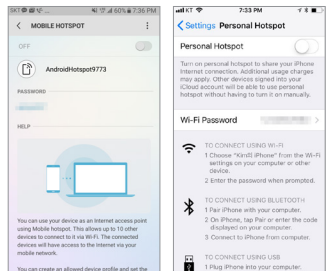 SKT
60% 7:36 PM
MOBILE HOTSPOT
OFF
AndroidHotspot9773
PASSWORD
HELP
You can use your device as an Internet access point
using Mobile hotspot. This allows up to 10 other
devices to connect to it via Wi-Fi. The connected
devices will have access to the Internet via your
mobile network.
You can create an allowed device profile and set the
KT 7:33 PM
Settings Personal Hotspot
Personal Hotspot
Turn on personal hotspot to share your iPhone
Internet connection. Additional usage charges
may apply. Other devices signed into your
iCloud account will be able to use personal
hotspot without having to turn it on manually.
Wi-Fi Password
TO CONNECT USING WI-FI
1 Choose "Kindi iPhone" from the Wi-Fi
settings on your computer or other
device.
2 Enter the password when prompted.
TO CONNECT USING BLUETOOTH
1 Pair iPhone with your computer.
2 On iPhone, tap Pair or enter the code
displayed on your computer.
3 Connect to iPhone from computer.
TO CONNECT USING USB
1 Plug iPhone into your computer.